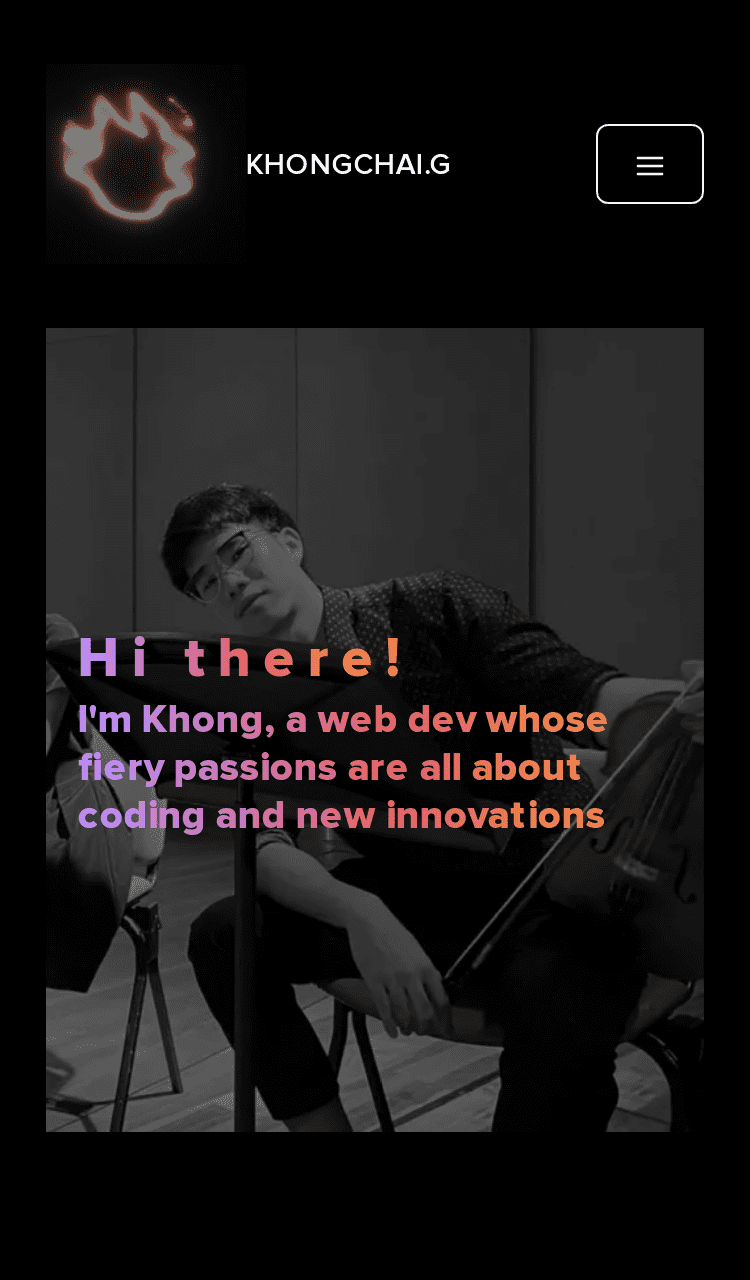 KHONGCHAI.G
Hi there!
I'm Khong, a web dev whose
fiery passions are all about
coding and new innovations